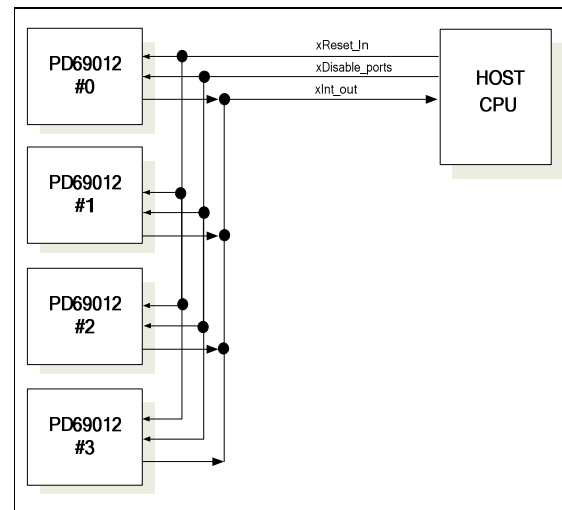 PD69012
#0
xReset_In
xDisable_ports
xInt_out
HOST
CPU
PD69012
#1
PD69012
#2
PD69012
#3